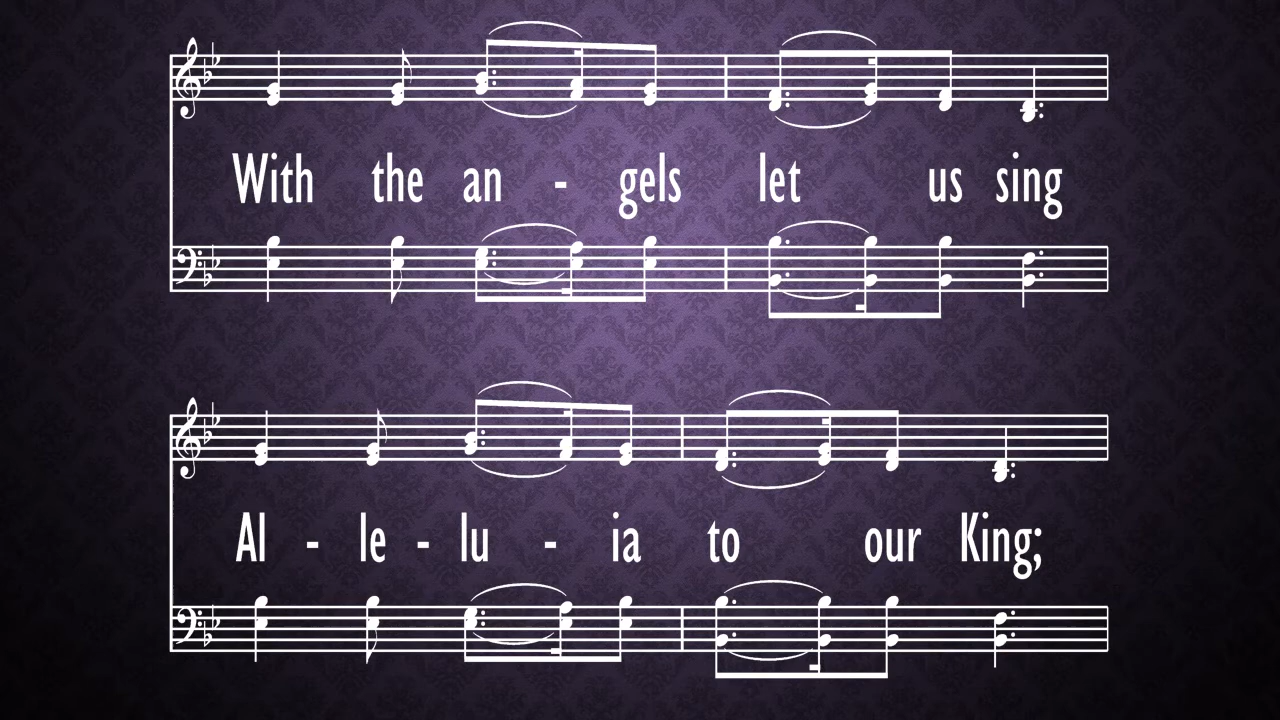 With the an - gels let us sing
Al - le - lu - ia to our King;